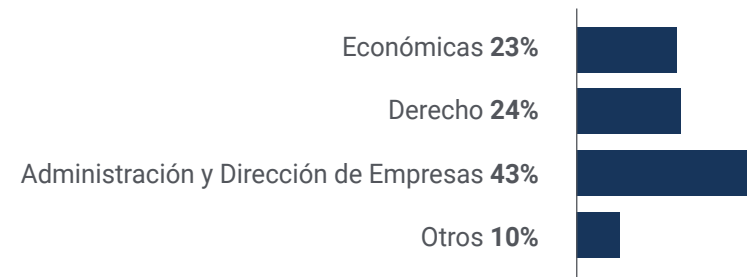 Económicas 23%
Derecho 24%
Administración y Dirección de Empresas 43%
Otros 10%